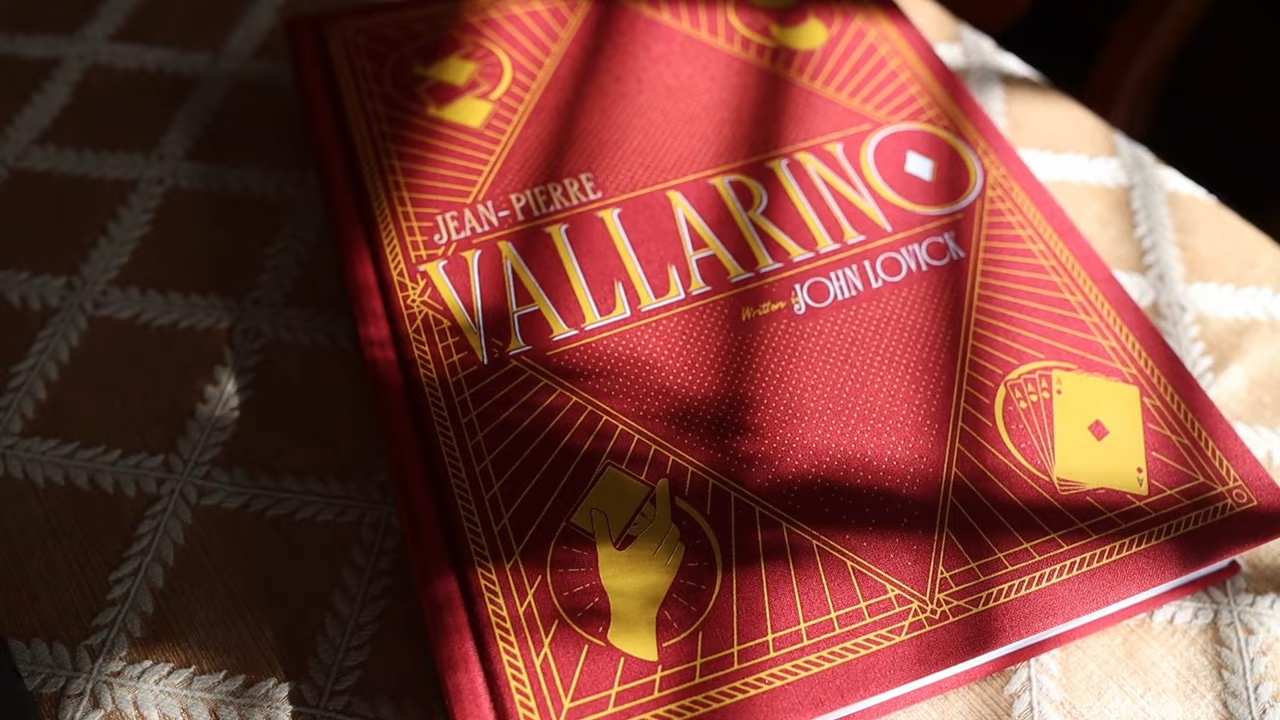 JEAN-PIERRE
VALLARINO
Written by JOHN LOVICK
A A A A
A